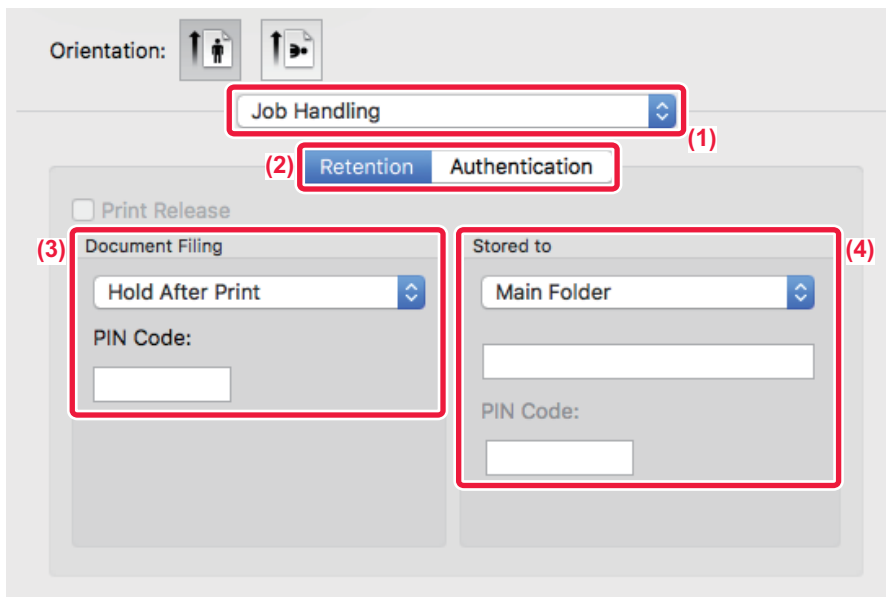 Orientation:
Job Handling
(1)
(2) Retention Authentication
Print Release
(3) Document Filing
Stored to (4)
Hold After Print
Main Folder
PIN Code:
PIN Code: